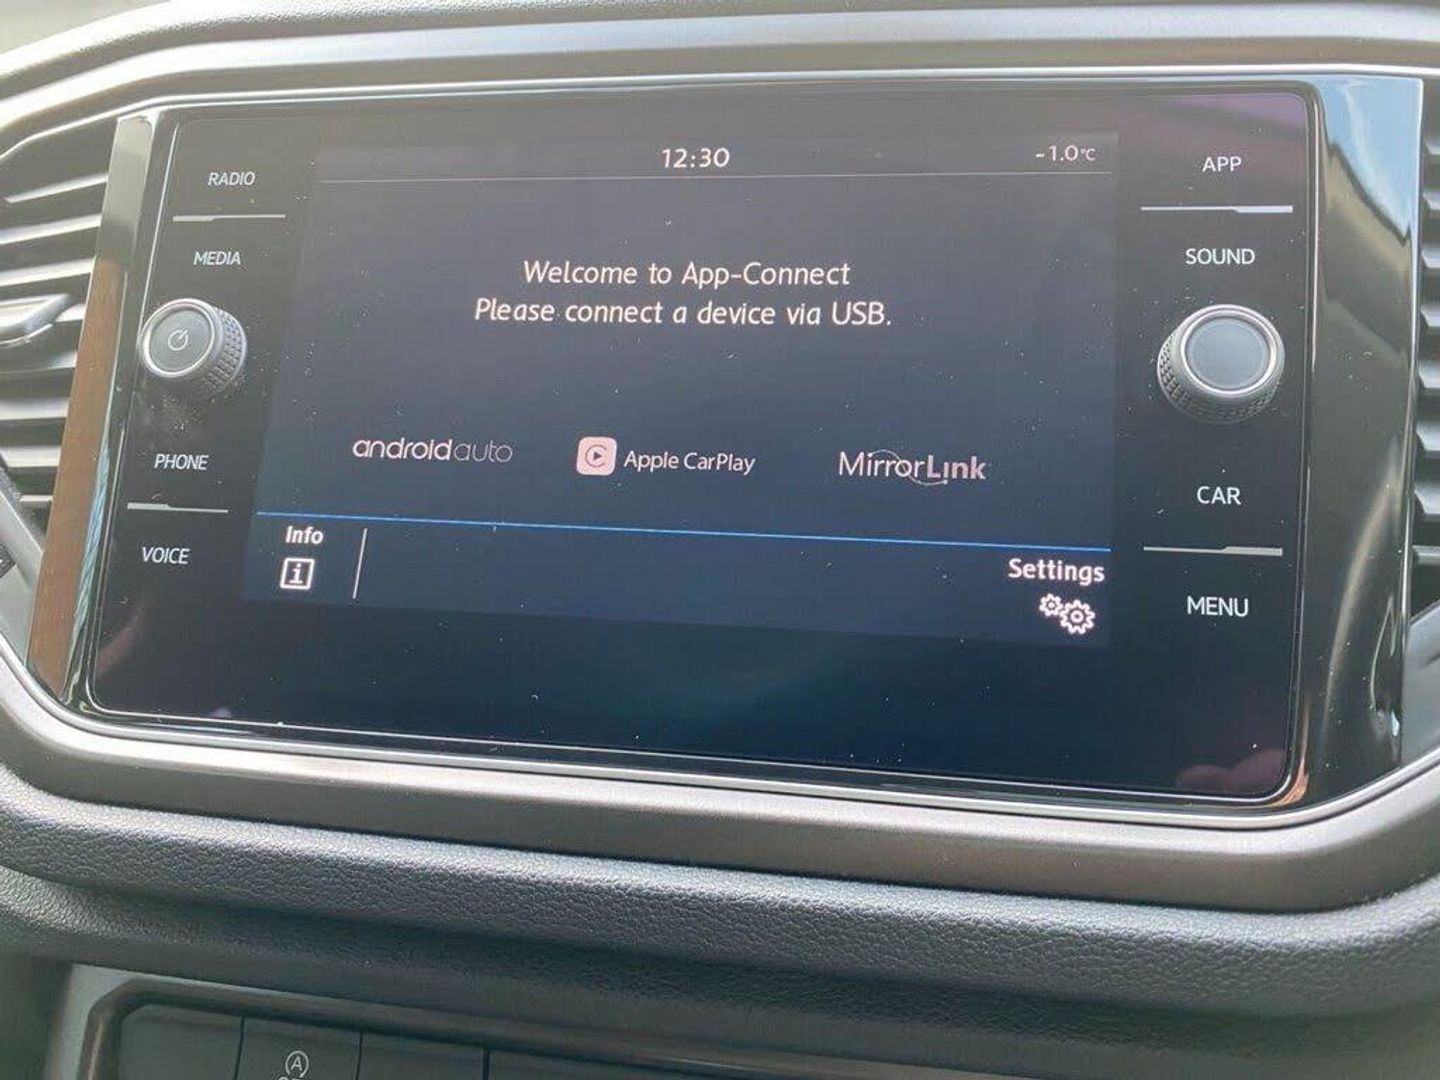 12:30
-1.0°C
RADIO
MEDIA
PHONE
VOICE
Welcome to App-Connect
Please connect a device via USB.
androidauto
Apple CarPlay
MirrorLink
Info
i
Settings
APP
SOUND
CAR
MENU
A